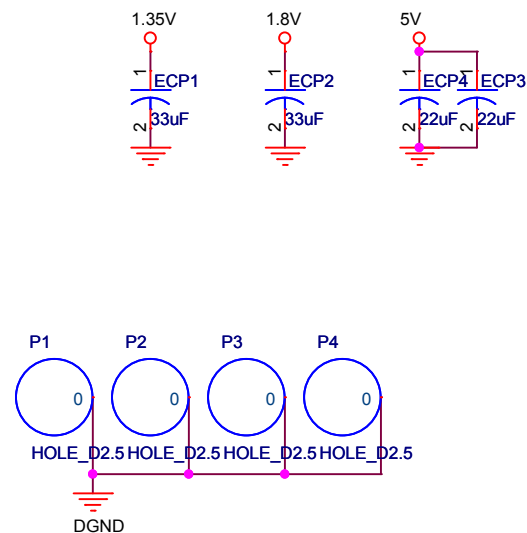 1.35V 1.8V 5V
1 1 1 1
ECP1 ECP2 ECP4 ECP3
33uF 33uF 22uF 22uF
2 2 2 2
P1 P2 P3 P4
0 0 0 0
HOLE_D2.5 HOLE_D2.5 HOLE_D2.5 HOLE_D2.5
DGND